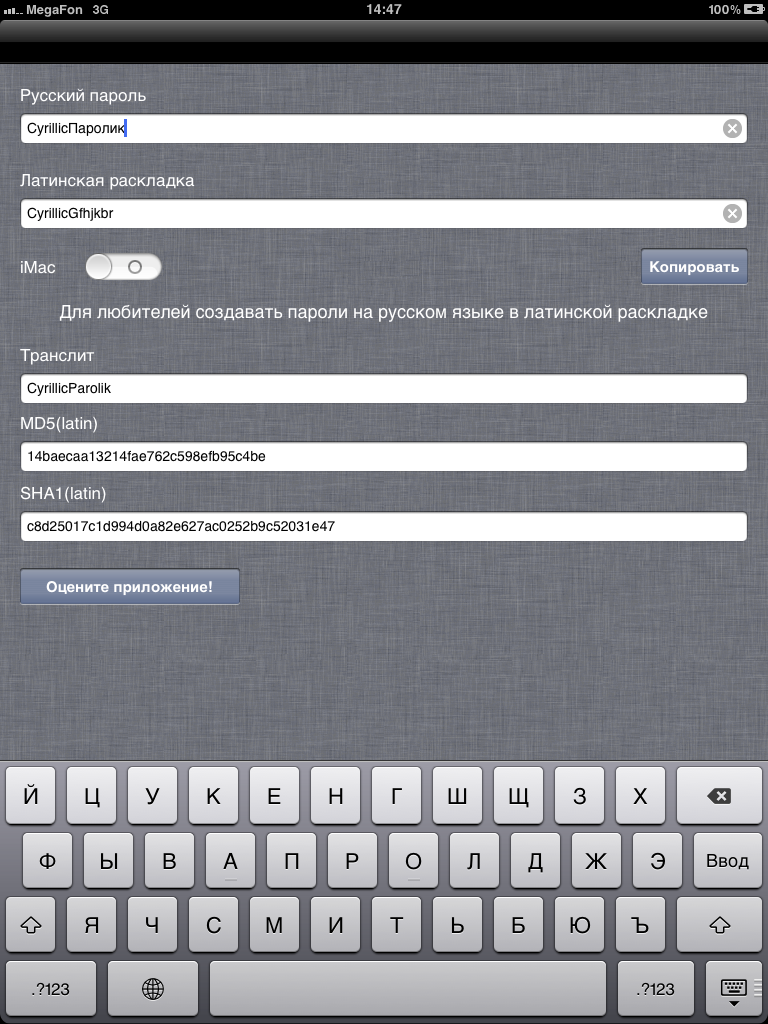 MegaFon 3G 14:47 100%
Русский пароль
CyrillicПаролик
Латинская раскладка
CyrillicGfhjkbr
iMac Копировать
Для любителей создавать пароли на русском языке в латинской раскладке
Транслит
CyrillicParolik
MD5(latin)
14baecaa13214fae762c598efb95c4be
SHA1(latin)
c8d25017c1d994d0a82e627ac0252b9c52031e47
Оцените приложение!
Й Ц У К Е Н Г Ш Щ З Х
Ф Ы В А П Р О Л Д Ж Э Ввод
Я Ч С М И Т Ь Б Ю Ъ
.?123 .?123